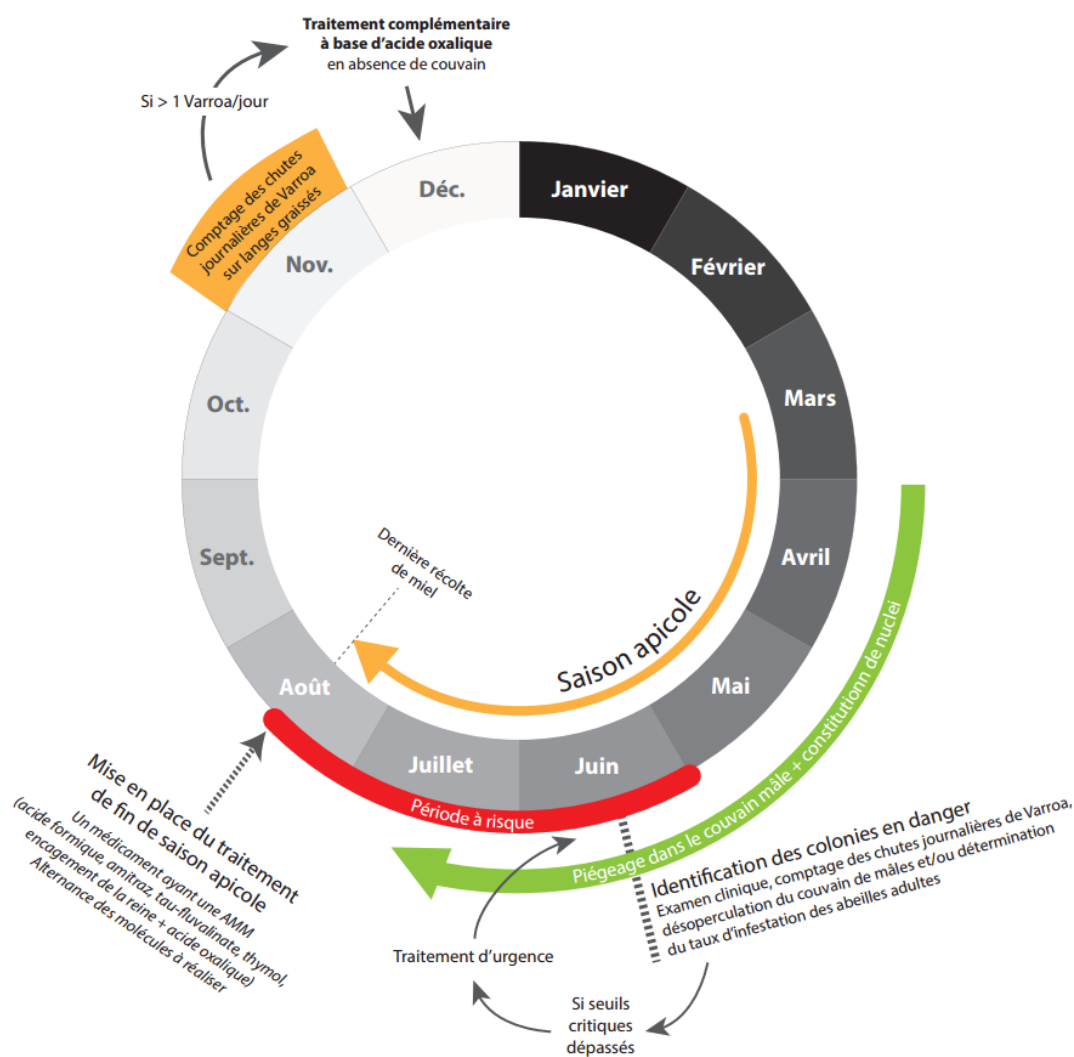 Traitement complémentaire
à base d'acide oxalique
en absence de couvain
Si > 1 Varroa/jour
Comptage des chutes
journalières de Varroa
sur langes graissés
Déc.
Janvier
Nov.
Février
Oct.
Mars
Sept.
Avril
Août
Mai
Juillet
Juin
Dernière récolte
de miel
Saison apicole
Période à risque
Piégeage dans le couvain mâle + constitutionn de nuclei
Mise en place du traitement
de fin de saison apicole
Un médicament ayant une AMM
(acide formique, amitraz, tau-fluvalinate, thymol,
encagement de la reine + acide oxalique)
Alternance des molécules à réaliser
Identification des colonies en danger
Examen clinique, comptage des chutes journalières de Varroa,
désoperculation du couvain de mâles et/ou détermination
du taux d'infestation des abeilles adultes
Traitement d'urgence
Si seuils
critiques
dépassés